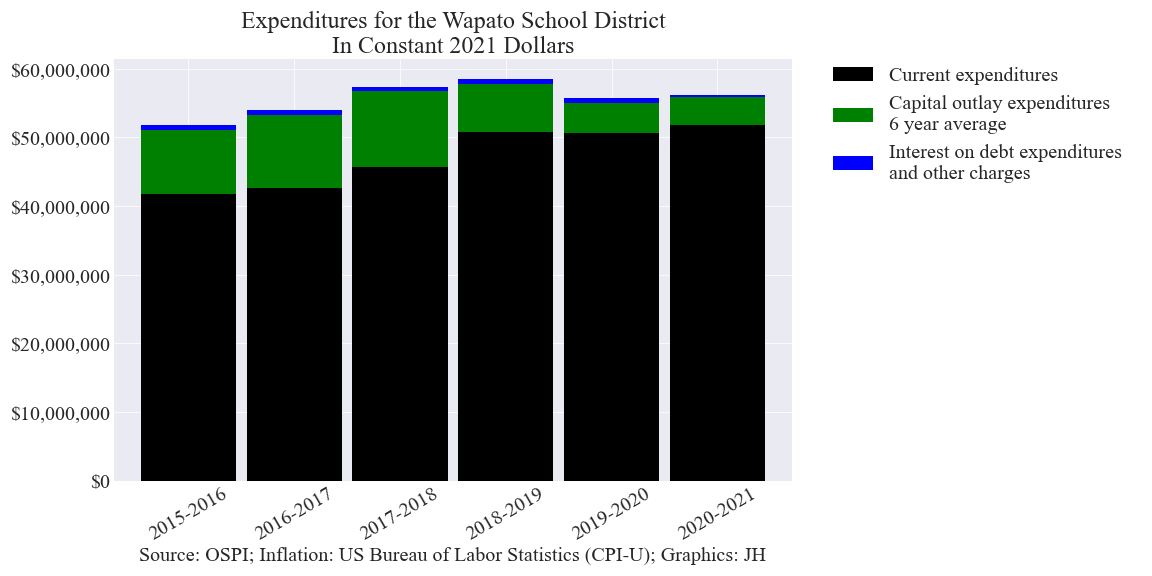 Expenditures for the Wapato School District
In Constant 2021 Dollars
$60,000,000
$50,000,000
$40,000,000
$30,000,000
$20,000,000
$10,000,000
$0
2015-2016
2016-2017
2017-2018
2018-2019
2019-2020
2020-2021
Source: OSPI; Inflation: US Bureau of Labor Statistics (CPI-U); Graphics: JH
Current expenditures
Capital outlay expenditures
6 year average
Interest on debt expenditures
and other charges